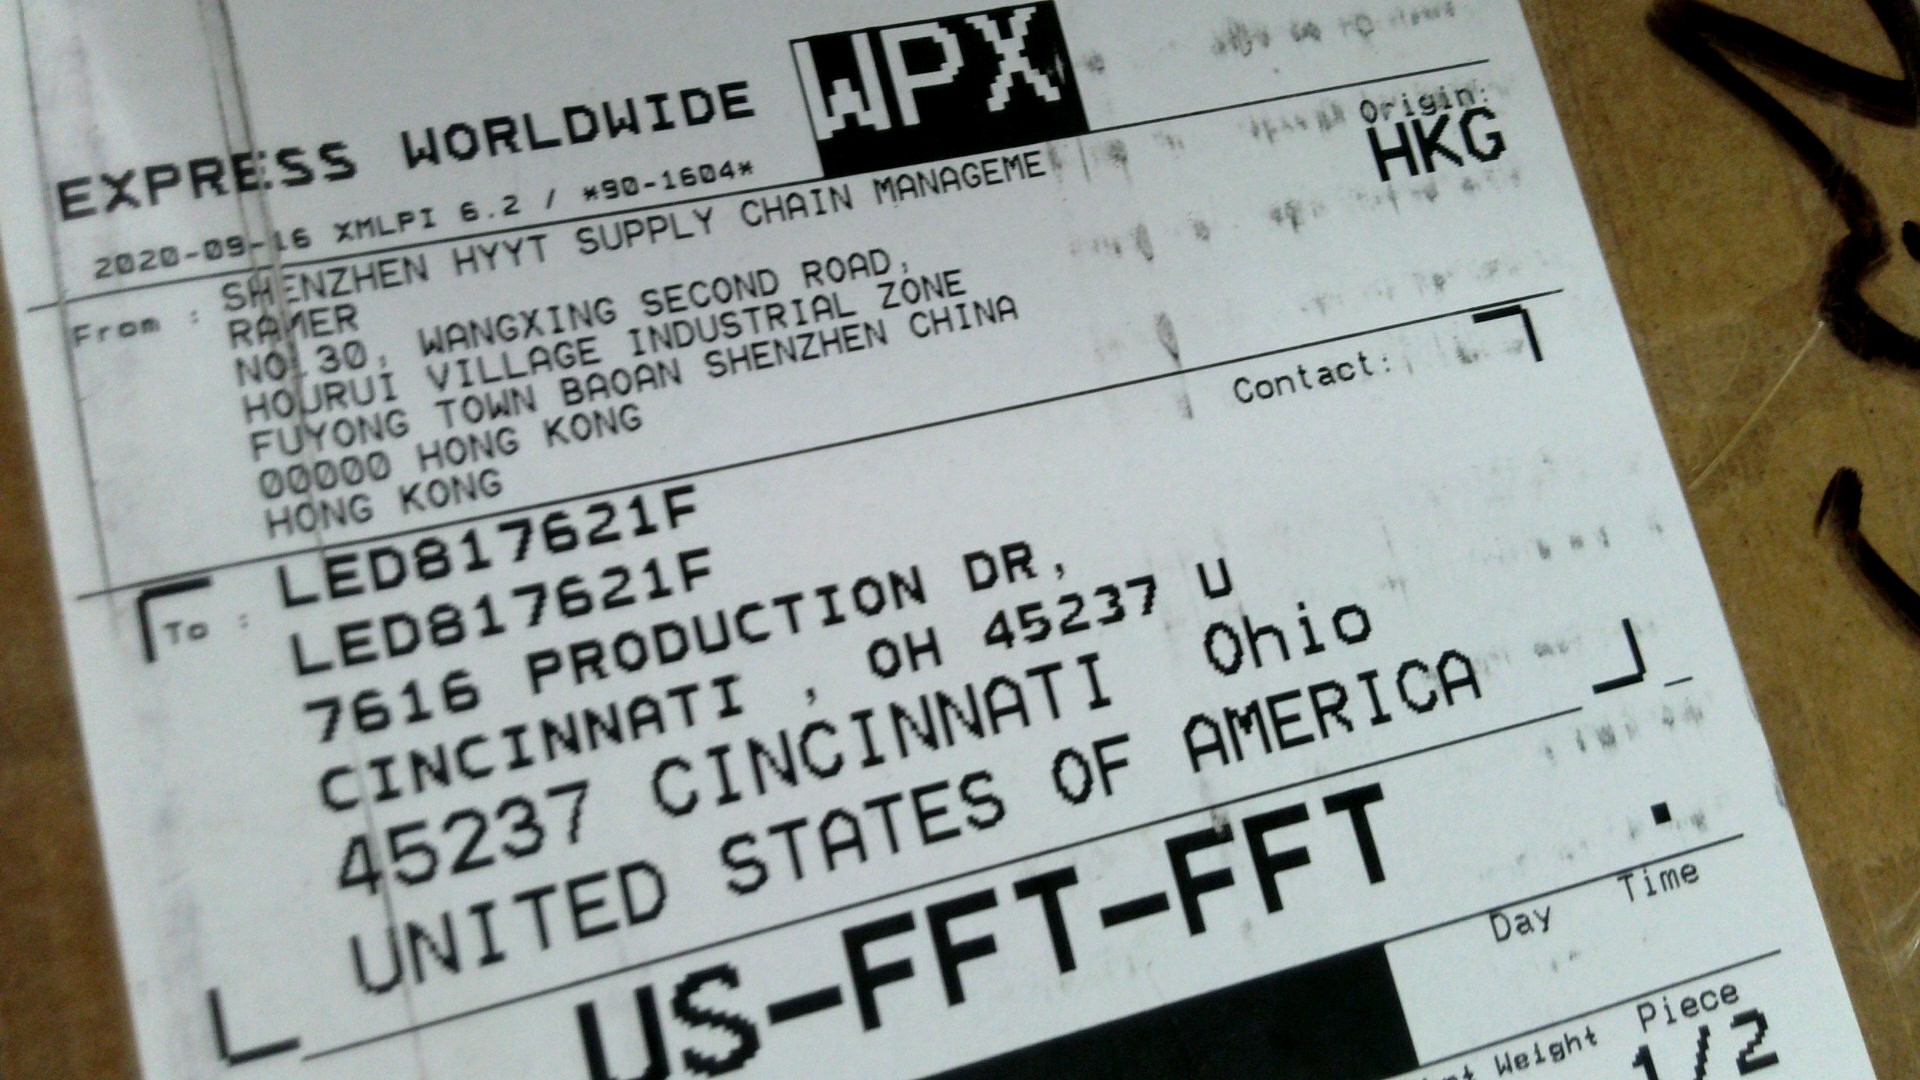 EXPRESS WORLDWIDE WPX
2020-09-16 XMLPI 6.2 / *90-1604*
Origin:
HKG
From : SHENZHEN HYYT SUPPLY CHAIN MANAGEME
RAMER
NO.30, WANGXING SECOND ROAD,
HOURUI VILLAGE INDUSTRIAL ZONE
FUYONG TOWN BAOAN SHENZHEN CHINA
00000 HONG KONG
HONG KONG
Contact:
To : LED817621F
LED817621F
7616 PRODUCTION DR,
CINCINNATI , OH 45237 U
45237 CINCINNATI Ohio
UNITED STATES OF AMERICA
US-FFT-FFT
Day Time
Weight Piece
1/2